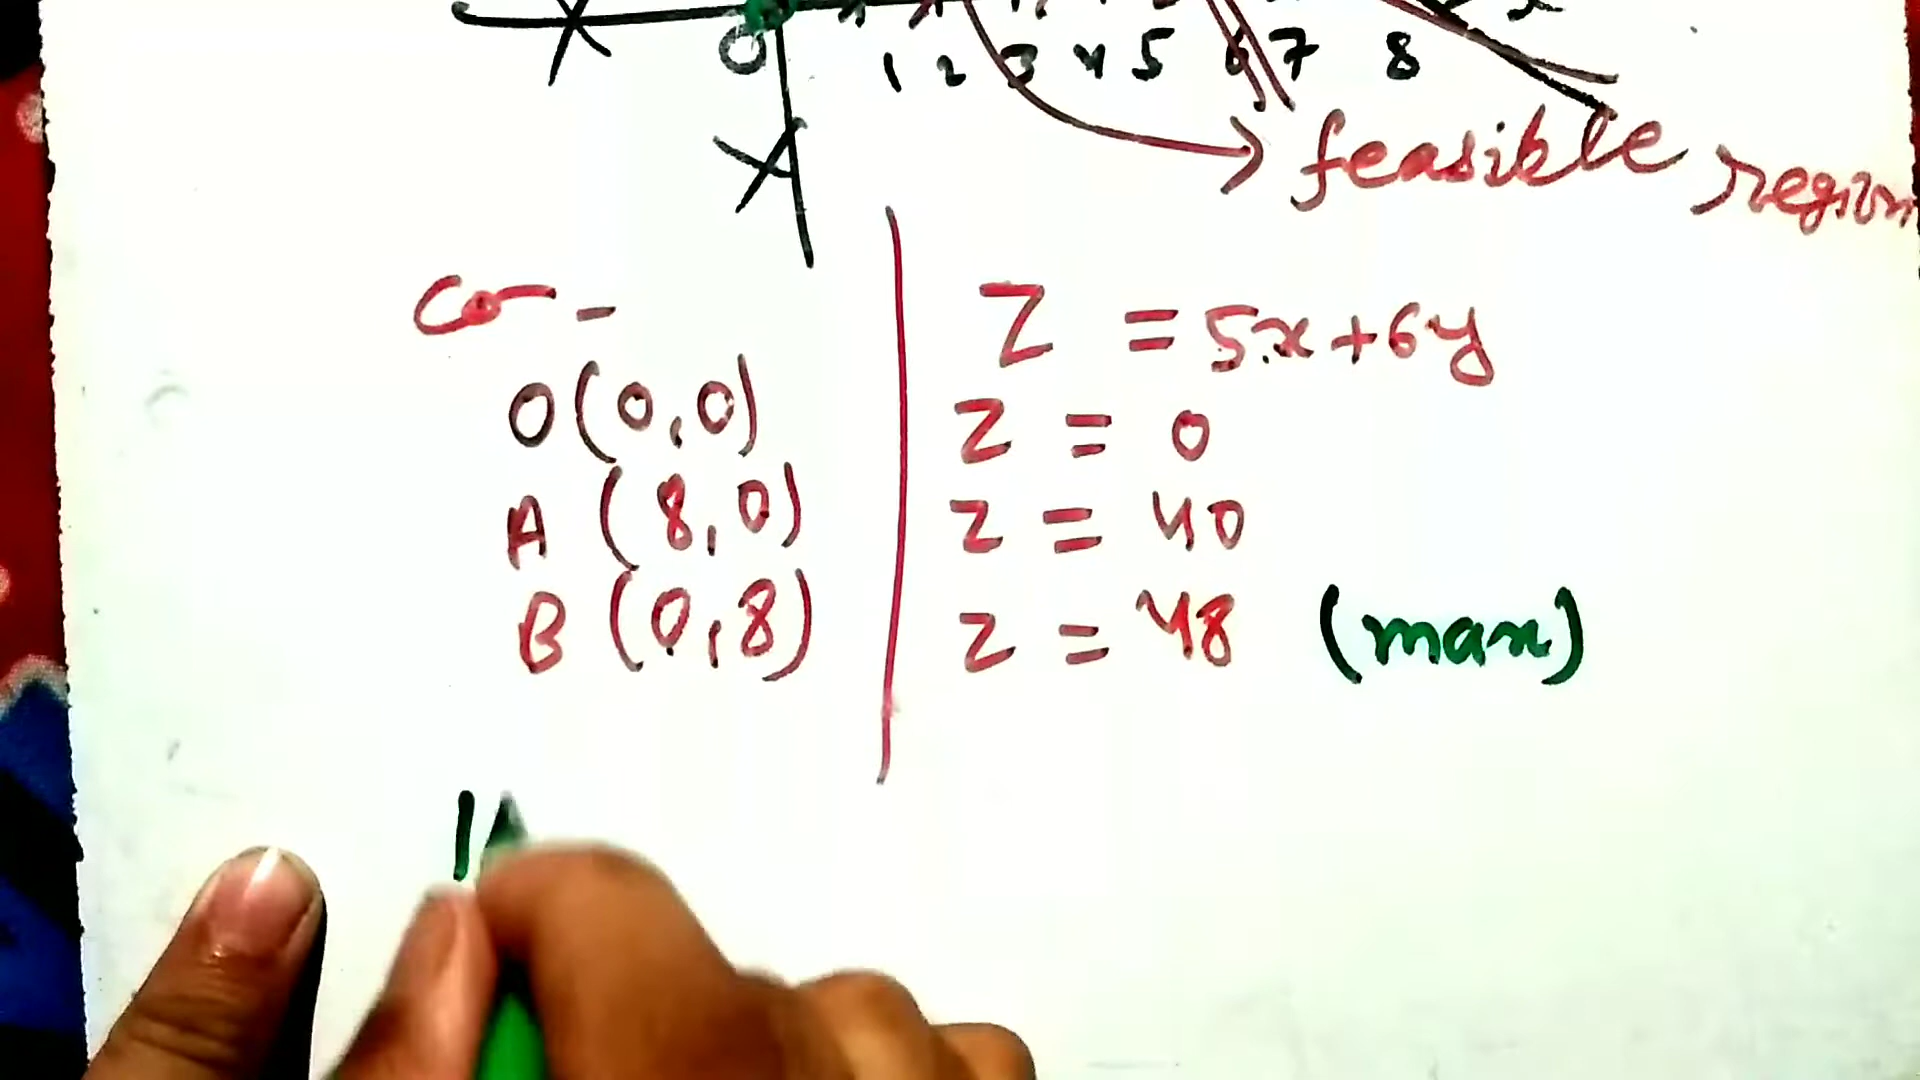 O 1 2 3 4 5 6 7 8
feasible region
Co- - Z = 5x+6y
O(0,0) Z = 0
A (8,0) Z = 40
B (0,8) Z = 48 (max)